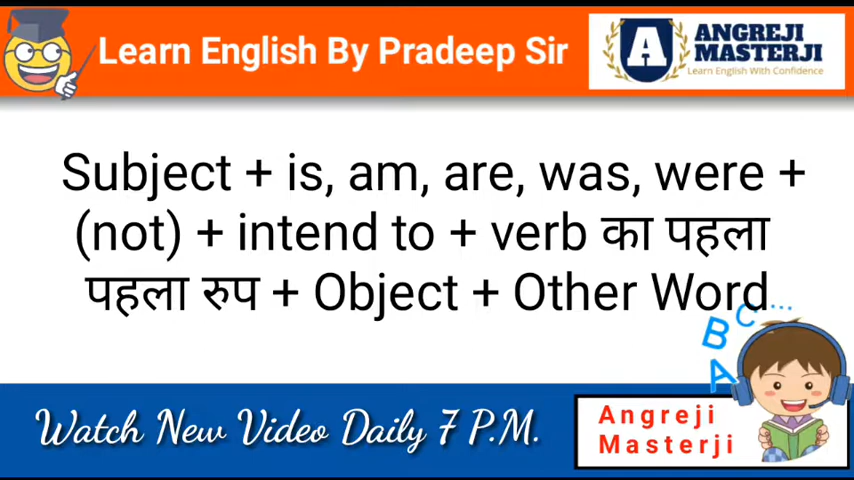 Learn English By Pradeep Sir
A
ANGREJI
MASTERJI
Learn English With Confidence
Subject + is, am, are, was, were +
(not) + intend to + verb का पहला
पहला रुप + Object + Other Word
A B C...
Watch New Video Daily 7 P.M.
Angreji
Masterji